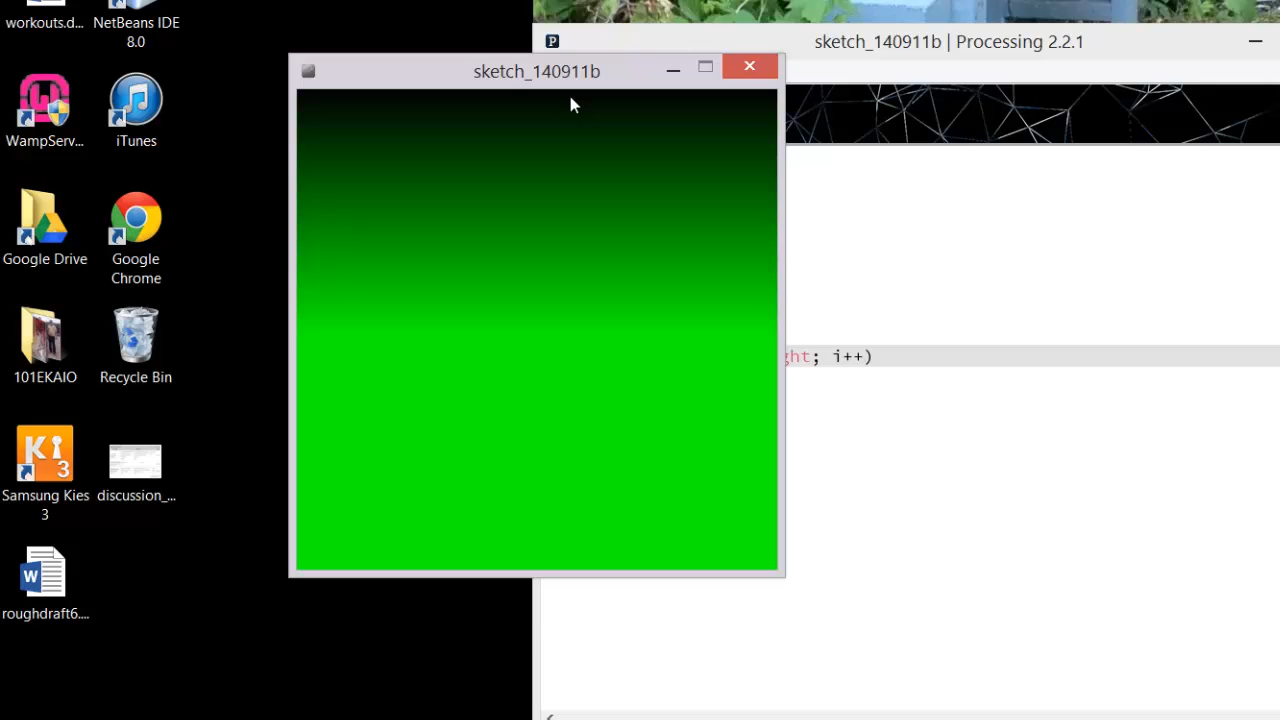 workouts.d...
NetBeans IDE
8.0
WampServ...
iTunes
Google Drive
Google
Chrome
101EKAIO
Recycle Bin
Samsung Kies
3
discussion_...
roughdraft6....
sketch_140911b | Processing 2.2.1
sketch_140911b
ght; i++)